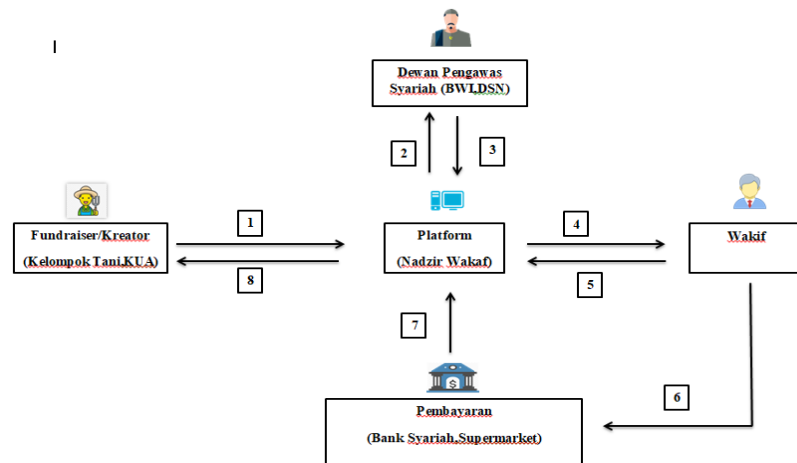 Dewan Pengawas
Syariah (BWI,DSN)
2
3
Fundraiser/Kreator
(Kelompok Tani,KUA)
1
8
Platform
(Nadzir Wakaf)
4
5
Wakif
7
6
Pembayaran
(Bank Syariah,Supermarket)